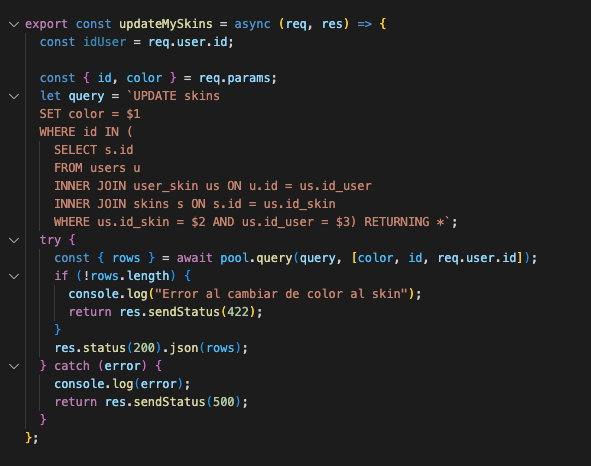 export const updateMySkins = async (req, res) => {
const idUser = req.user.id;
const { id, color } = req.params;
let query = `UPDATE skins
SET color = $1
WHERE id IN (
SELECT s.id
FROM users u
INNER JOIN user_skin us ON u.id = us.id_user
INNER JOIN skins s ON s.id = us.id_skin
WHERE us.id_skin = $2 AND us.id_user = $3) RETURNING *`;
try {
const { rows } = await pool.query(query, [color, id, req.user.id]);
if (!rows.length) {
console.log("Error al cambiar de color al skin");
return res.sendStatus(422);
}
res.status(200).json(rows);
} catch (error) {
console.log(error);
return res.sendStatus(500);
}
};